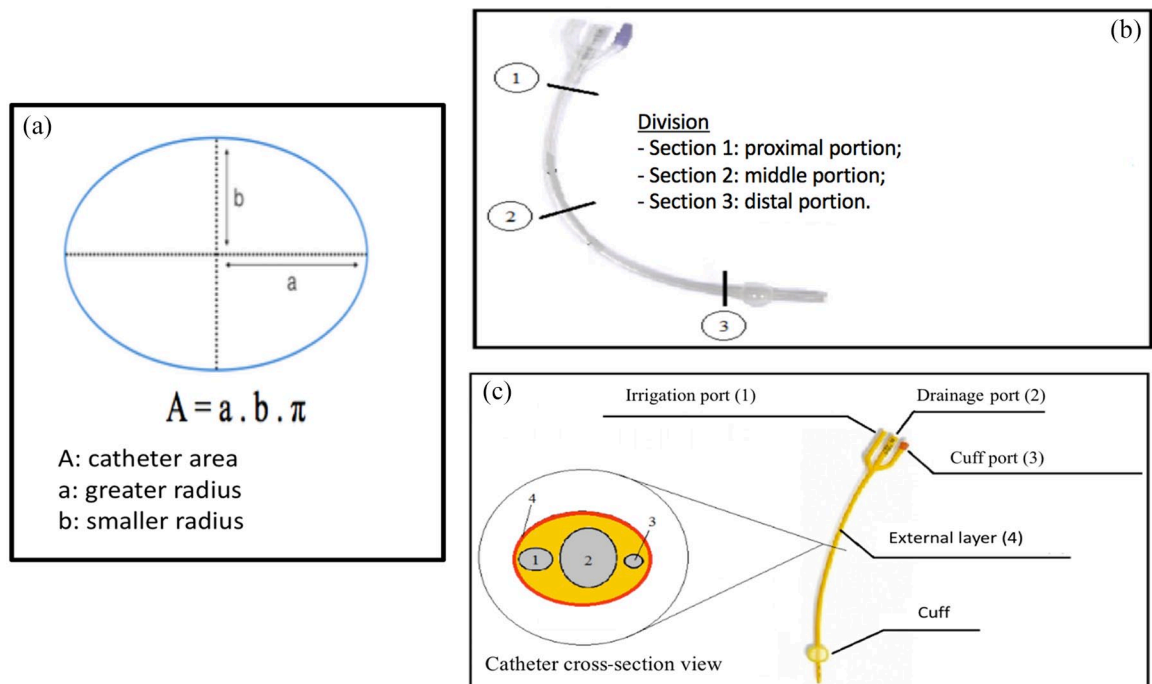 (a)
b
a
A = a . b . π
A: catheter area
a: greater radius
b: smaller radius
(b)
1
2
3
Division
- Section 1: proximal portion;
- Section 2: middle portion;
- Section 3: distal portion.
(c)
Irrigation port (1)
Drainage port (2)
Cuff port (3)
External layer (4)
Cuff
4
3
1
2
Catheter cross-section view